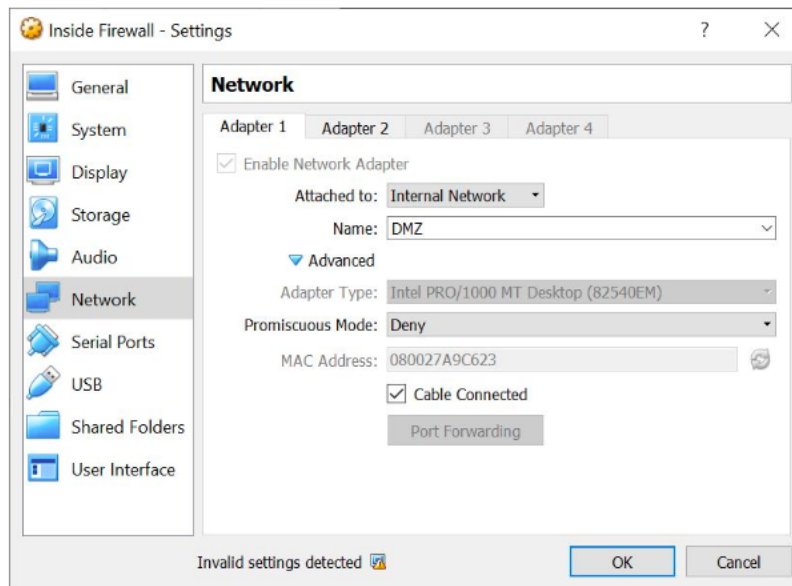 Inside Firewall - Settings ? ×
General
System
Display
Storage
Audio
Network
Serial Ports
USB
Shared Folders
User Interface
Network
Adapter 1 Adapter 2 Adapter 3 Adapter 4
Enable Network Adapter
Attached to: Internal Network
Name: DMZ
Advanced
Adapter Type: Intel PRO/1000 MT Desktop (82540EM)
Promiscuous Mode: Deny
MAC Address: 080027A9C623
Cable Connected
Port Forwarding
Invalid settings detected OK Cancel